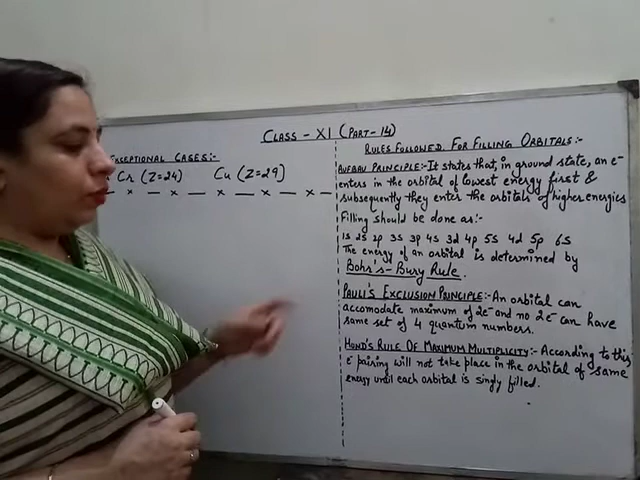 CLASS - XI (PART-14)
EXCEPTIONAL CASES:-
Cr (Z=24) Cu (Z=29)
RULES FOLLOWED FOR FILLING ORBITALS:-
AUFBAU PRINCIPLE:- It states that, in ground state, an e-
enters in the orbital of lowest energy first &
subsequently they enter the orbitals of higher energies
Filling should be done as:-
1s 2s 2p 3s 3p 4s 3d 4p 5s 4d 5p 6s
The energy of an orbital is determined by
Bohr's-Bury Rule.
PAULI'S EXCLUSION PRINCIPLE:- An orbital can
accomodate maximum of 2e- and no 2e- can have
same set of 4 quantum numbers.
HUND'S RULE OF MAXIMUM MULTIPLICITY:- According to this
e- pairing will not take place in the orbital of same
energy until each orbital is singly filled.